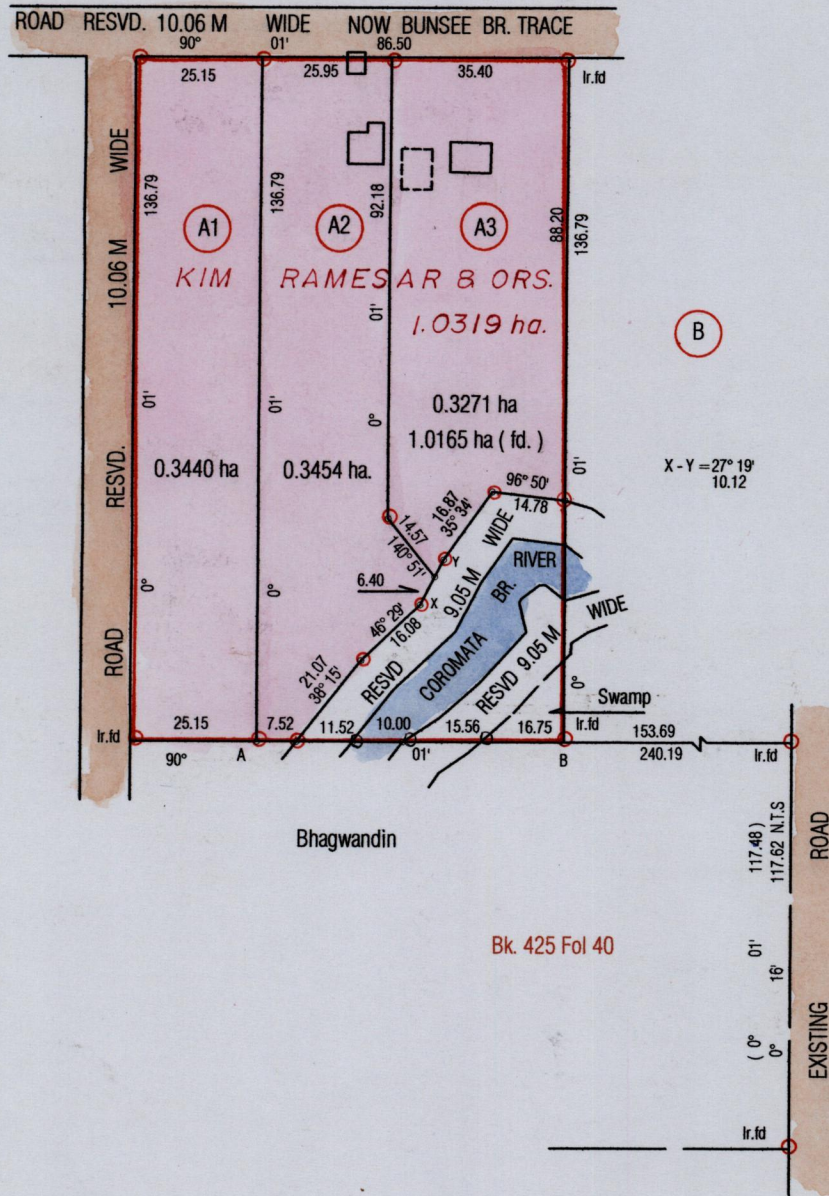 ROAD RESVD. 10.06 M WIDE NOW BUNSEE BR. TRACE
90° 01' 86.50
25.15 25.95 35.40
Ir.fd
ROAD RESVD. 10.06 M WIDE
136.79
01'
0°
136.79
01'
0°
92.18
01'
0°
88.20
136.79
01'
0°
A1 A2 A3
KIM RAMESAR & ORS.
1.0319 ha.
B
0.3271 ha
1.0165 ha ( fd. )
0.3440 ha 0.3454 ha.
X - Y = 27° 19'
10.12
96° 50'
14.78
16.87
35° 34'
14.57
140° 51'
Y
6.40
X
46° 29'
16.08
21.07
38° 15'
RESVD 9.05 M WIDE
COROMATA BR. RIVER
RESVD 9.05 M WIDE
Swamp
Ir.fd 25.15 7.52 11.52 10.00 15.56 16.75 Ir.fd 153.69
90° A 01' B 240.19 Ir.fd
Bhagwandin
117.48 )
117.62 N.T.S
01'
16'
( 0°
0°
EXISTING ROAD
Bk. 425 Fol 40
Ir.fd